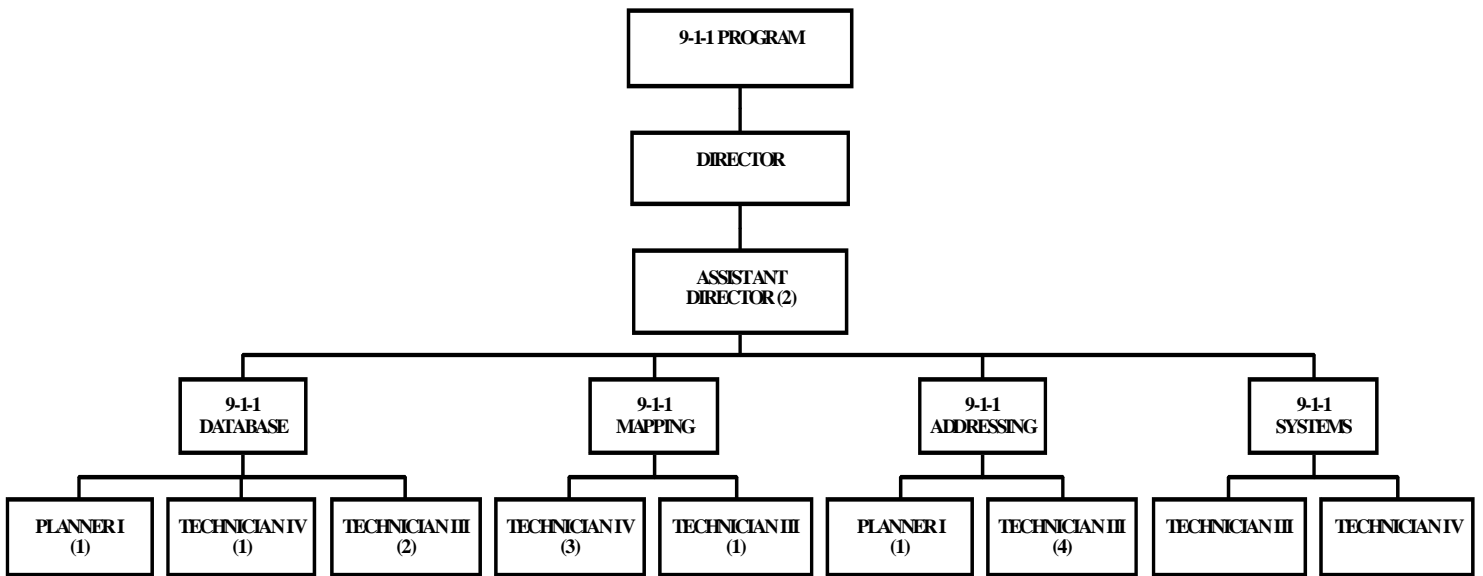 9-1-1 PROGRAM
DIRECTOR
ASSISTANT
DIRECTOR (2)
9-1-1
DATABASE
9-1-1
MAPPING
9-1-1
ADDRESSING
9-1-1
SYSTEMS
PLANNER I
(1)
TECHNICIAN IV
(1)
TECHNICIAN III
(2)
TECHNICIAN IV
(3)
TECHNICIAN III
(1)
PLANNER I
(1)
TECHNICIAN III
(4)
TECHNICIAN III
TECHNICIAN IV